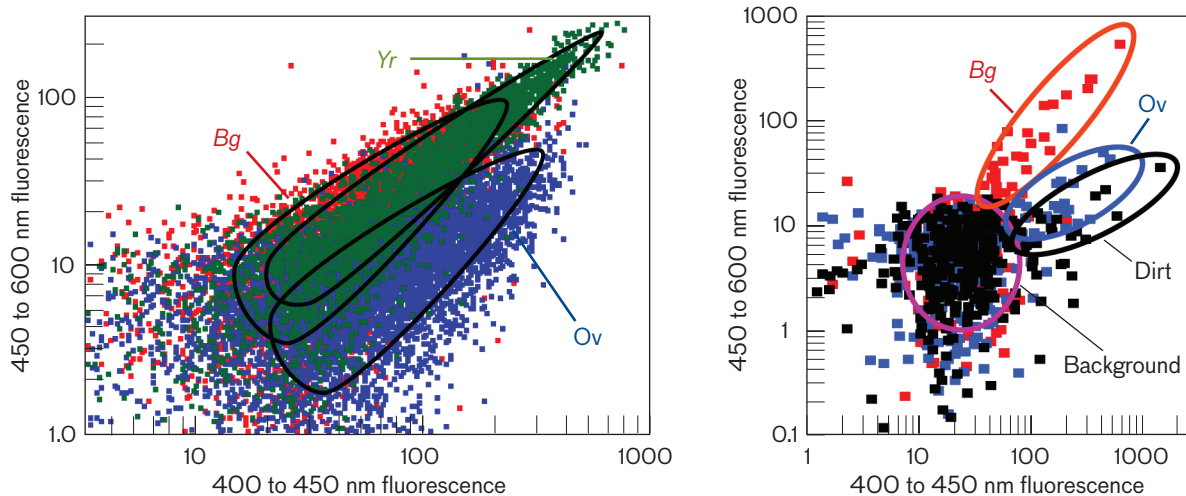 450 to 600 nm fluorescence
100
10
1.0
Yr
Bg
Ov
10
100
1000
400 to 450 nm fluorescence
450 to 600 nm fluorescence
1000
100
10
1
0.1
Bg
Ov
Dirt
Background
1
10
100
1000
400 to 450 nm fluorescence